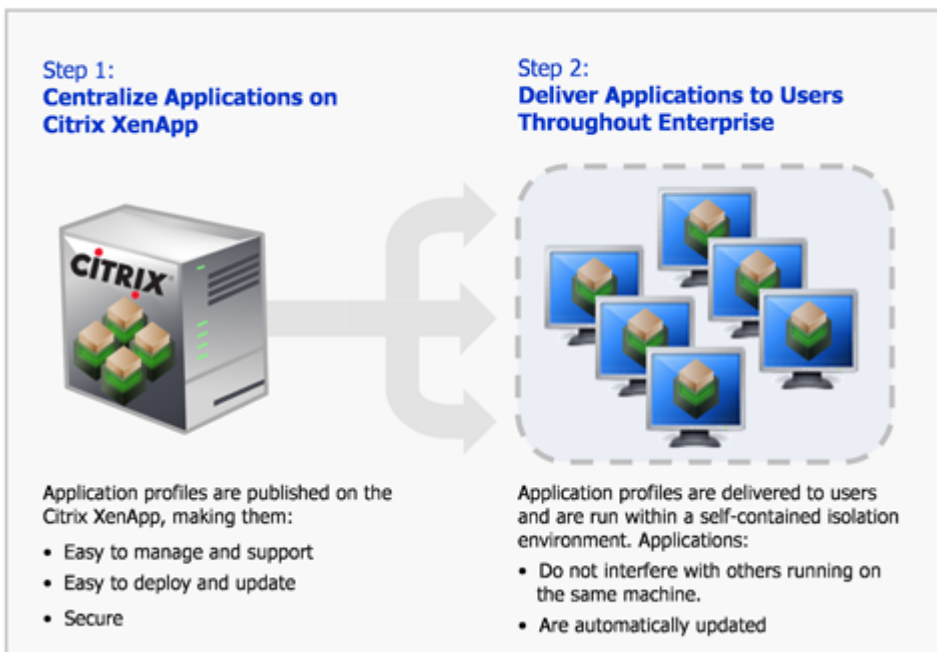 Step 1:
Centralize Applications on
Citrix XenApp
CiTRIX®
Application profiles are published on the
Citrix XenApp, making them:
• Easy to manage and support
• Easy to deploy and update
• Secure
Step 2:
Deliver Applications to Users
Throughout Enterprise
Application profiles are delivered to users
and are run within a self-contained isolation
environment. Applications:
• Do not interfere with others running on
the same machine.
• Are automatically updated